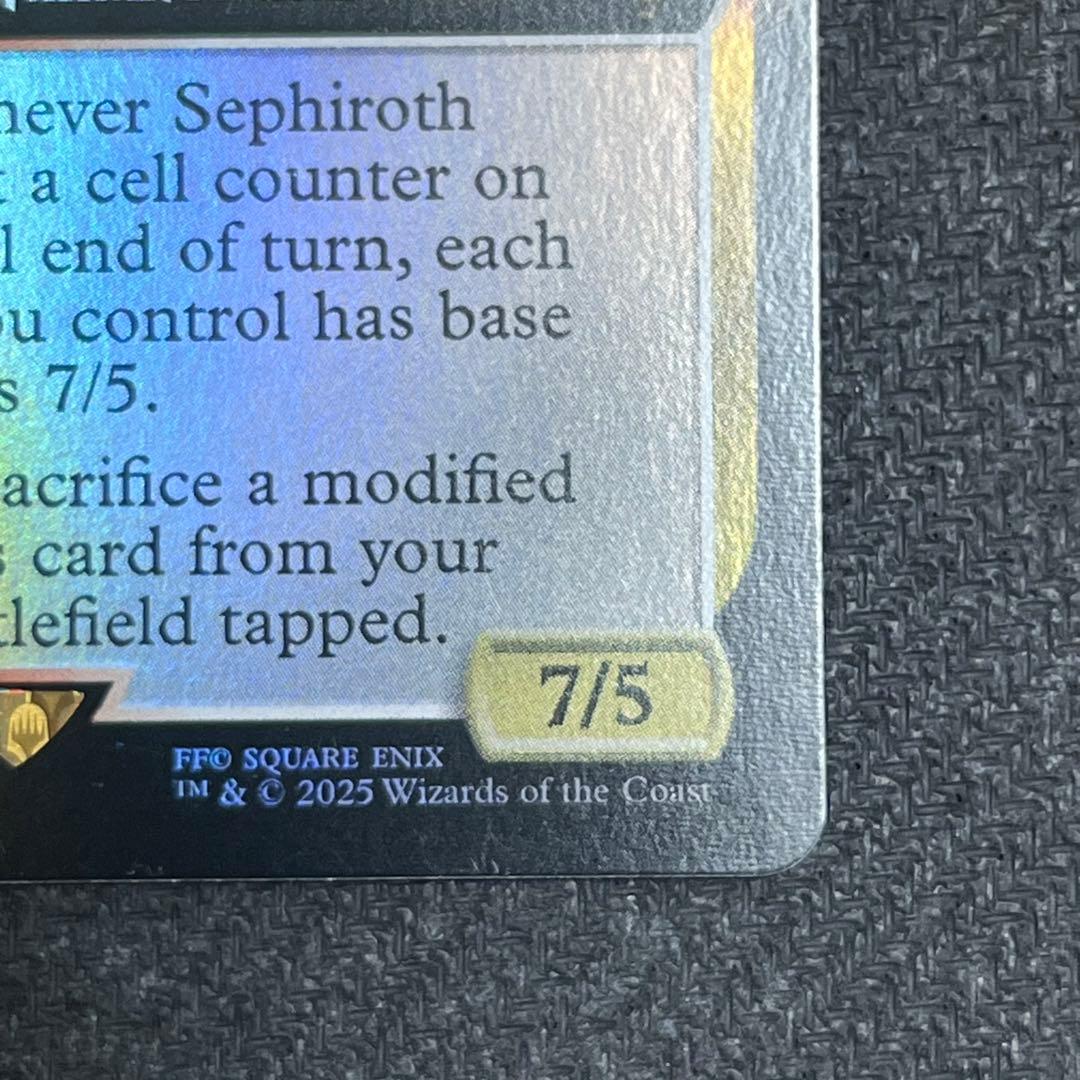 never Sephiroth
t a cell counter on
l end of turn, each
ou control has base
s 7/5.
acrifice a modified
s card from your
tlefield tapped.
7/5
FF© SQUARE ENIX
™ & © 2025 Wizards of the Coast